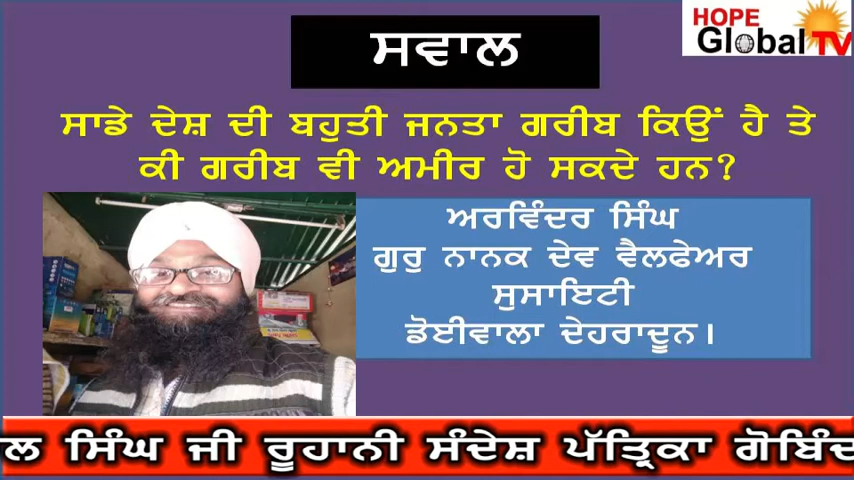 ਸਵਾਲ
HOPE
Global TV
ਸਾਡੇ ਦੇਸ਼ ਦੀ ਬਹੁਤੀ ਜਨਤਾ ਗਰੀਬ ਕਿਉਂ ਹੈ ਤੇ
ਕੀ ਗਰੀਬ ਵੀ ਅਮੀਰ ਹੋ ਸਕਦੇ ਹਨ?
ਅਰਵਿੰਦਰ ਸਿੰਘ
ਗੁਰੁ ਨਾਨਕ ਦੇਵ ਵੈਲਫੇਅਰ
ਸੁਸਾਇਟੀ
ਡੋਈਵਾਲਾ ਦੇਹਰਾਦੂਨ।
ਲ ਸਿੰਘ ਜੀ ਰੂਹਾਨੀ ਸੰਦੇਸ਼ ਪੱਤ੍ਰਿਕਾ ਗੋਬਿੰਦ